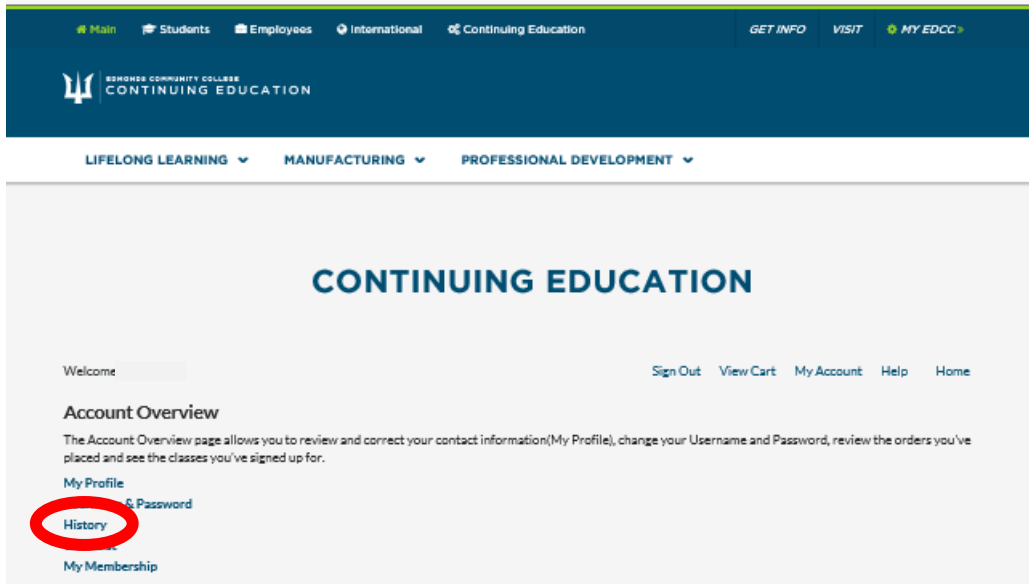 Main Students Employees International Continuing Education GET INFO VISIT MY EDCC »
EDMONDS COMMUNITY COLLEGE
CONTINUING EDUCATION
LIFELONG LEARNING MANUFACTURING PROFESSIONAL DEVELOPMENT
CONTINUING EDUCATION
Welcome Sign Out View Cart My Account Help Home
Account Overview
The Account Overview page allows you to review and correct your contact information(My Profile), change your Username and Password, review the orders you've
placed and see the classes you've signed up for.
My Profile
& Password
History
My Membership